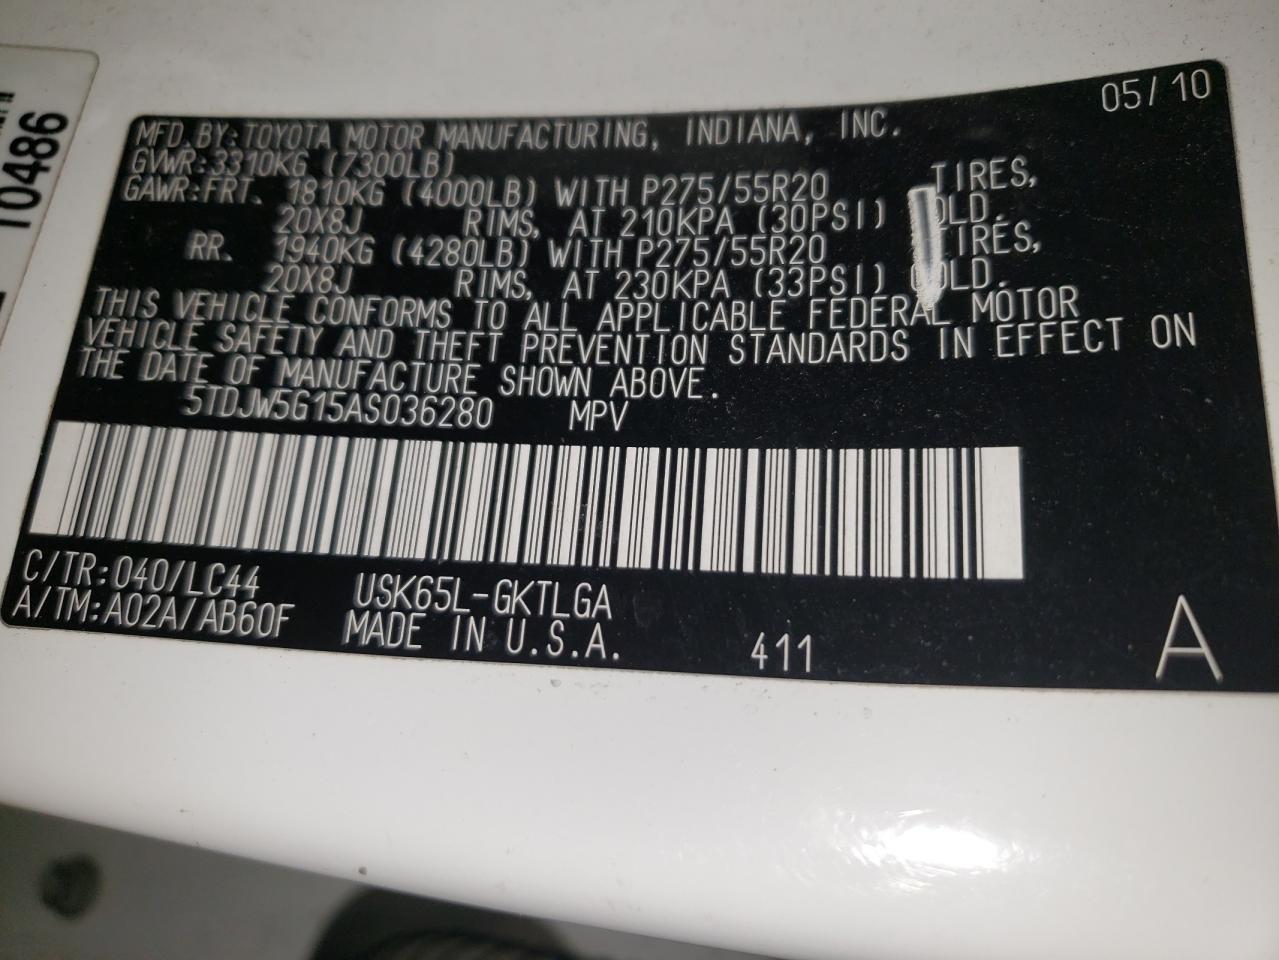 05/10
MFD.BY:TOYOTA MOTOR MANUFACTURING, INDIANA, INC.
GVWR:3310KG (7300LB)
GAWR:FRT. 1810KG (4000LB) WITH P275/55R20 TIRES,
20X8J RIMS, AT 210KPA (30PSI) OLD.
RR. 1940KG (4280LB) WITH P275/55R20 TIRES,
20X8J RIMS, AT 230KPA (33PSI) COLD.
THIS VEHICLE CONFORMS TO ALL APPLICABLE FEDERAL MOTOR
VEHICLE SAFETY AND THEFT PREVENTION STANDARDS IN EFFECT ON
THE DATE OF MANUFACTURE SHOWN ABOVE.
5TDJW5G15AS036280 MPV
C/TR:040/LC44 USK65L-GKTLGA
A/TM:A02A/AB60F MADE IN U.S.A. 411 A
10486